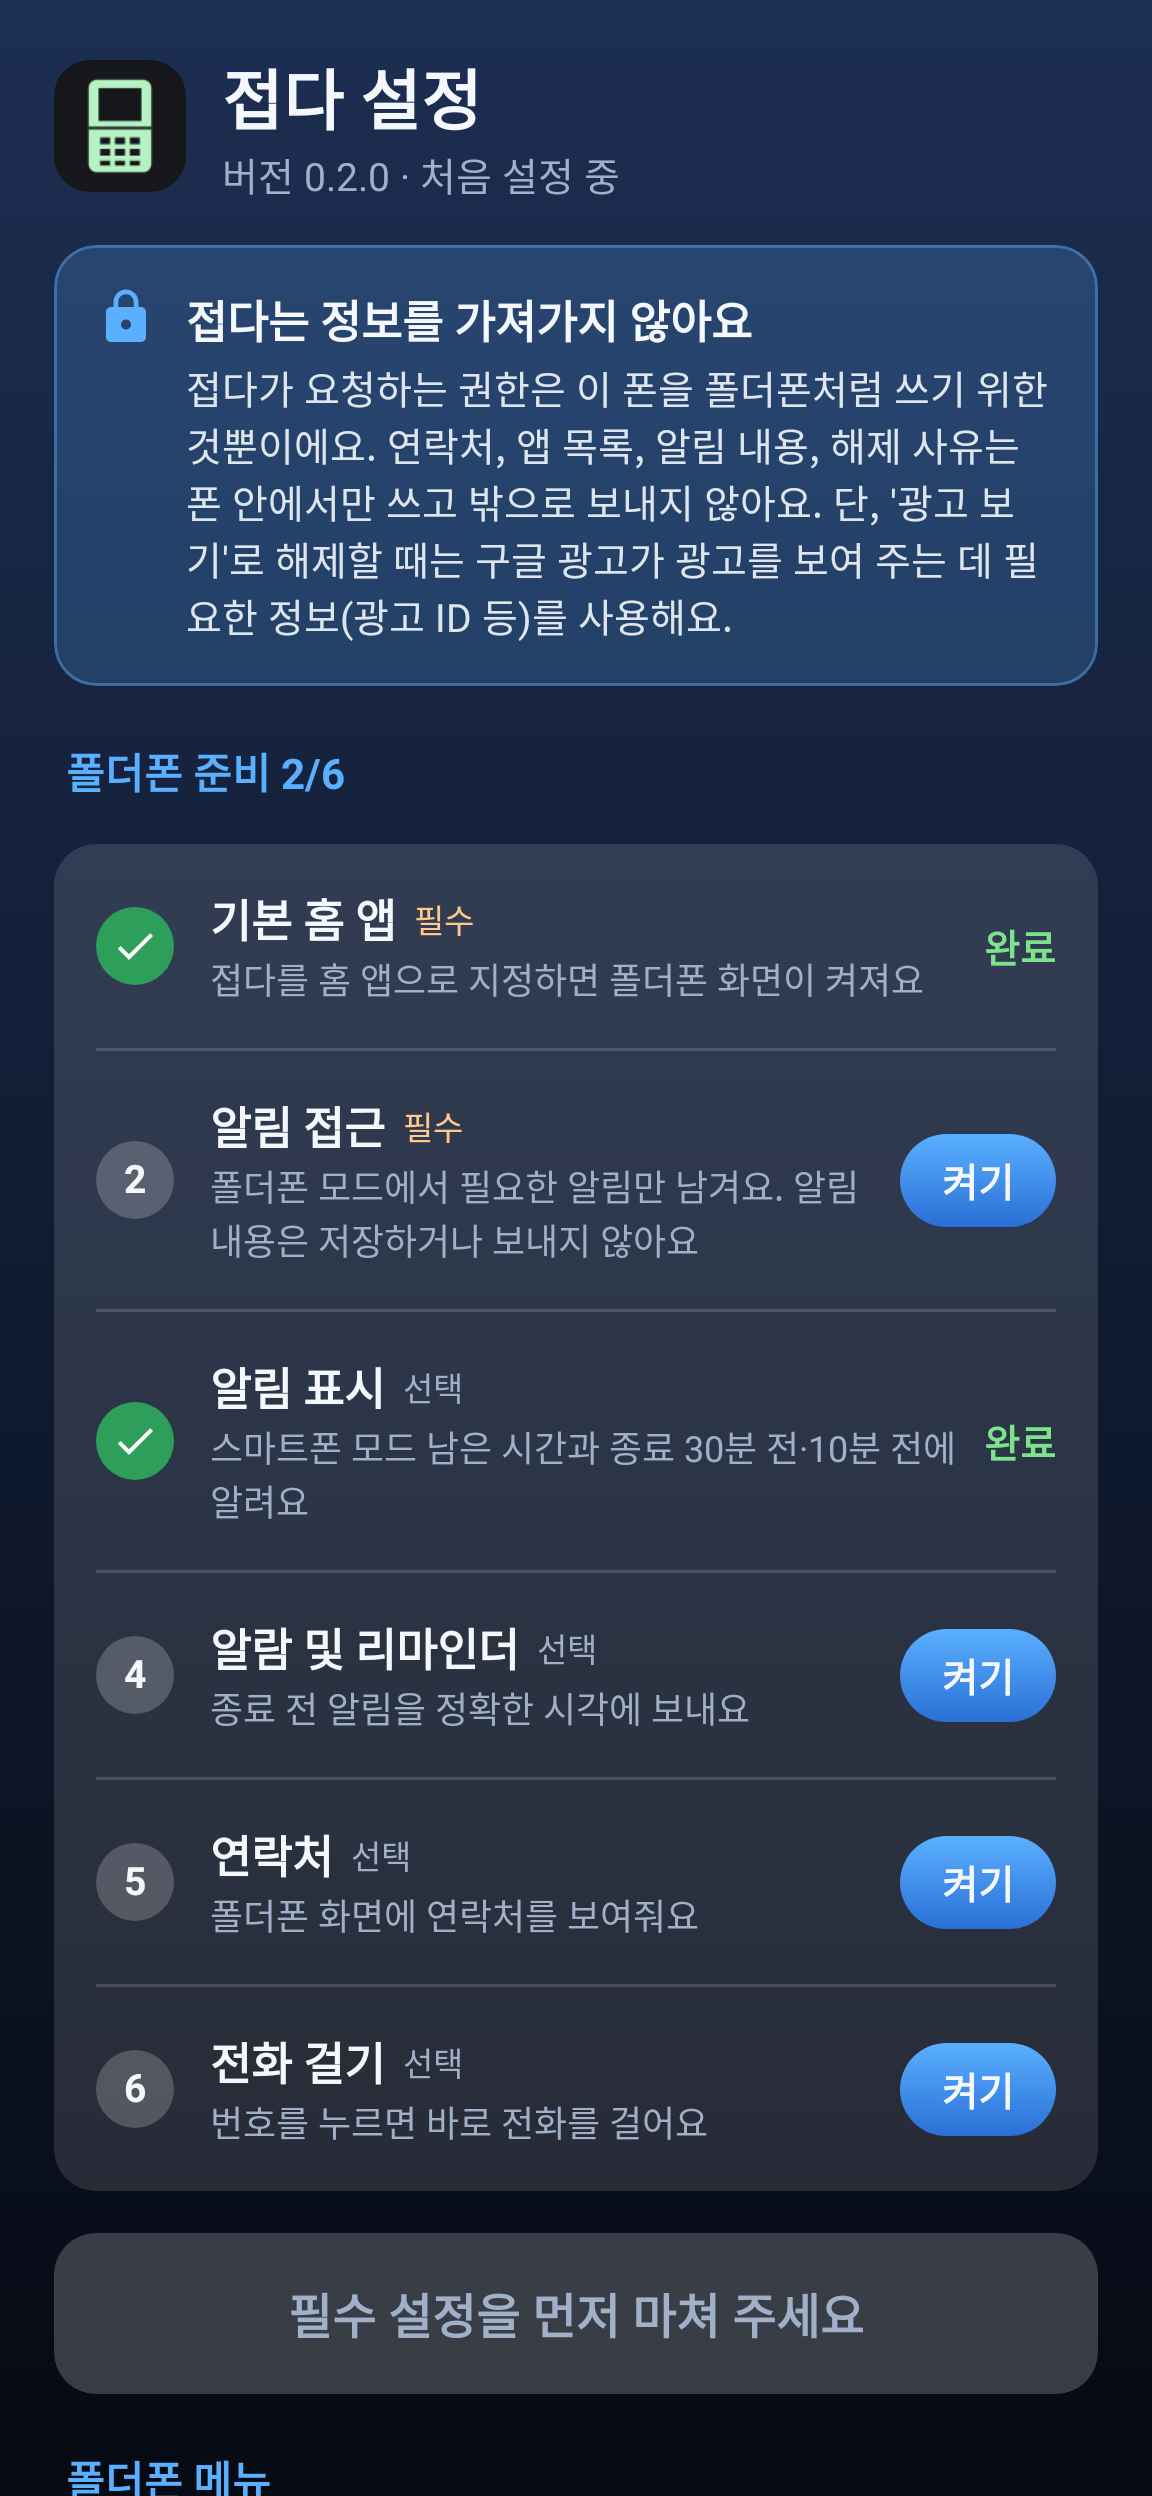 접다 설정
버전 0.2.0 · 처음 설정 중
접다는 정보를 가져가지 않아요
접다가 요청하는 권한은 이 폰을 폴더폰처럼 쓰기 위한
것뿐이에요. 연락처, 앱 목록, 알림 내용, 해제 사유는
폰 안에서만 쓰고 밖으로 보내지 않아요. 단, '광고 보
기'로 해제할 때는 구글 광고가 광고를 보여 주는 데 필
요한 정보(광고 ID 등)를 사용해요.
폴더폰 준비 2/6
기본 홈 앱 필수
접다를 홈 앱으로 지정하면 폴더폰 화면이 켜져요
완료
2
알림 접근 필수
폴더폰 모드에서 필요한 알림만 남겨요. 알림
내용은 저장하거나 보내지 않아요
켜기
알림 표시 선택
스마트폰 모드 남은 시간과 종료 30분 전·10분 전에
알려요
완료
4
알람 및 리마인더 선택
종료 전 알림을 정확한 시각에 보내요
켜기
5
연락처 선택
폴더폰 화면에 연락처를 보여줘요
켜기
6
전화 걸기 선택
번호를 누르면 바로 전화를 걸어요
켜기
필수 설정을 먼저 마쳐 주세요
폴더폰 메뉴